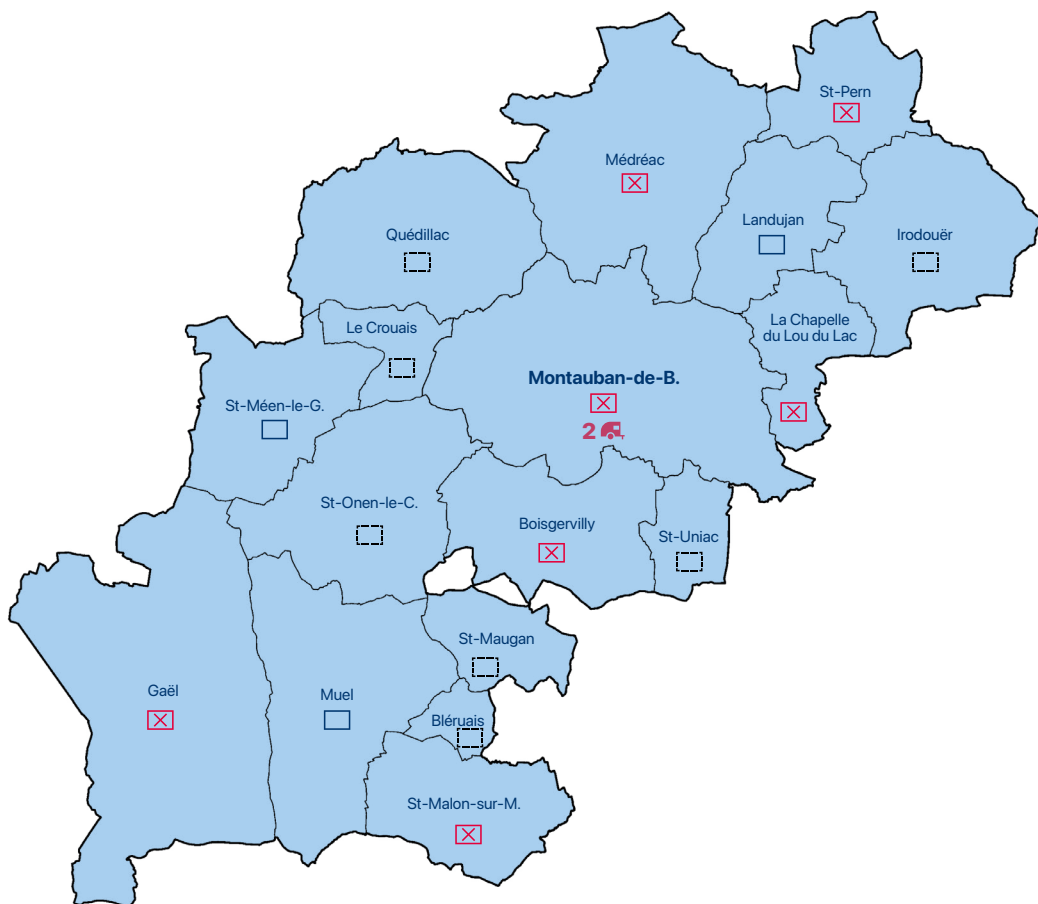 St-Pern
Médréac
Landujan
Quédillac
Irodouër
La Chapelle
du Lou du Lac
Le Crouais
Montauban-de-B.
2
St-Méen-le-G.
St-Onen-le-C.
Boisgervilly
St-Uniac
St-Maugan
Gaël
Muel
Bléruais
St-Malon-sur-M.